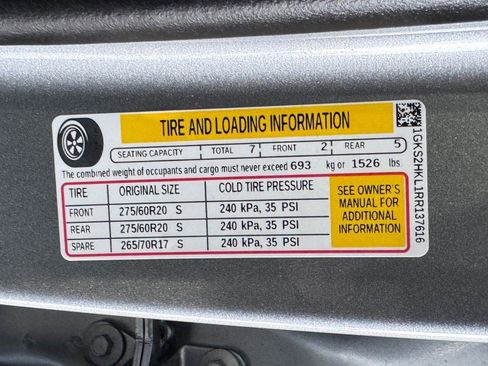 TIRE AND LOADING INFORMATION
SEATING CAPACITY TOTAL 7 FRONT 2 REAR 5
The combined weight of occupants and cargo must never exceed 693 kg or 1526 lbs.
TIRE ORIGINAL SIZE COLD TIRE PRESSURE
FRONT 275/60R20 S 240 kPa, 35 PSI
REAR 275/60R20 S 240 kPa, 35 PSI
SPARE 265/70R17 S 240 kPa, 35 PSI
SEE OWNER'S
MANUAL FOR
ADDITIONAL
INFORMATION
1GKS2HKL1RR137616